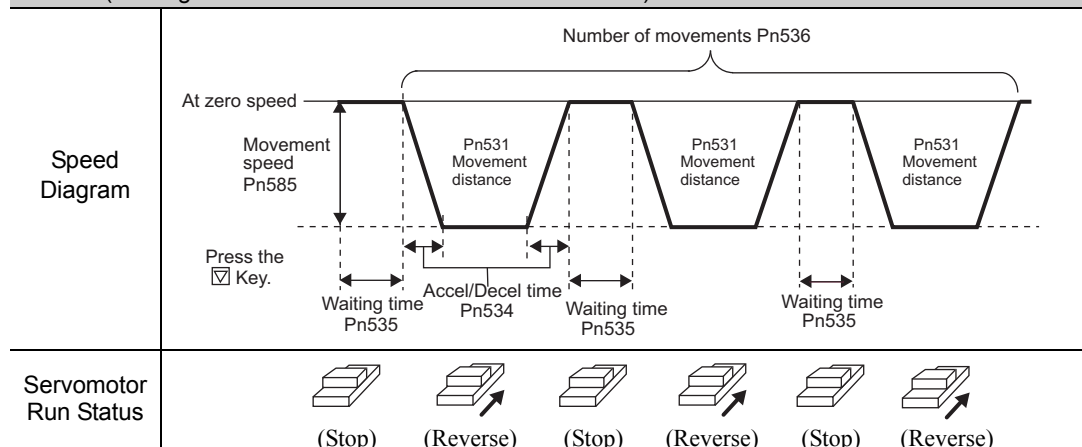 Number of movements Pn536
At zero speed
Speed
Diagram
Movement
speed
Pn585
Pn531
Movement
distance
Pn531
Movement
distance
Pn531
Movement
distance
Press the
Key.
Waiting time
Pn535
Accel/Decel time
Pn534
Waiting time
Pn535
Waiting time
Pn535
Servomotor
Run Status
(Stop)
(Reverse)
(Stop)
(Reverse)
(Stop)
(Reverse)